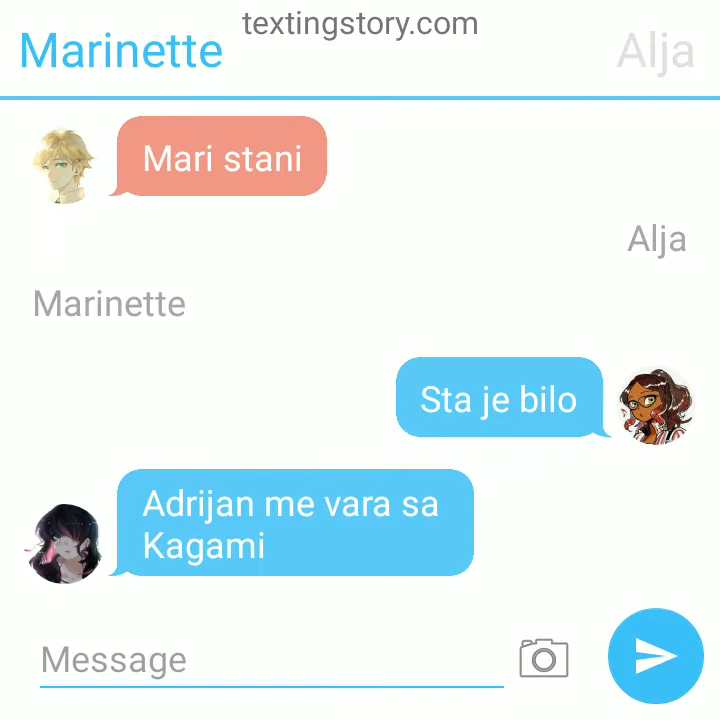 textingstory.com
Marinette
Alja
Mari stani
Alja
Marinette
Sta je bilo
Adrijan me vara sa
Kagami
Message